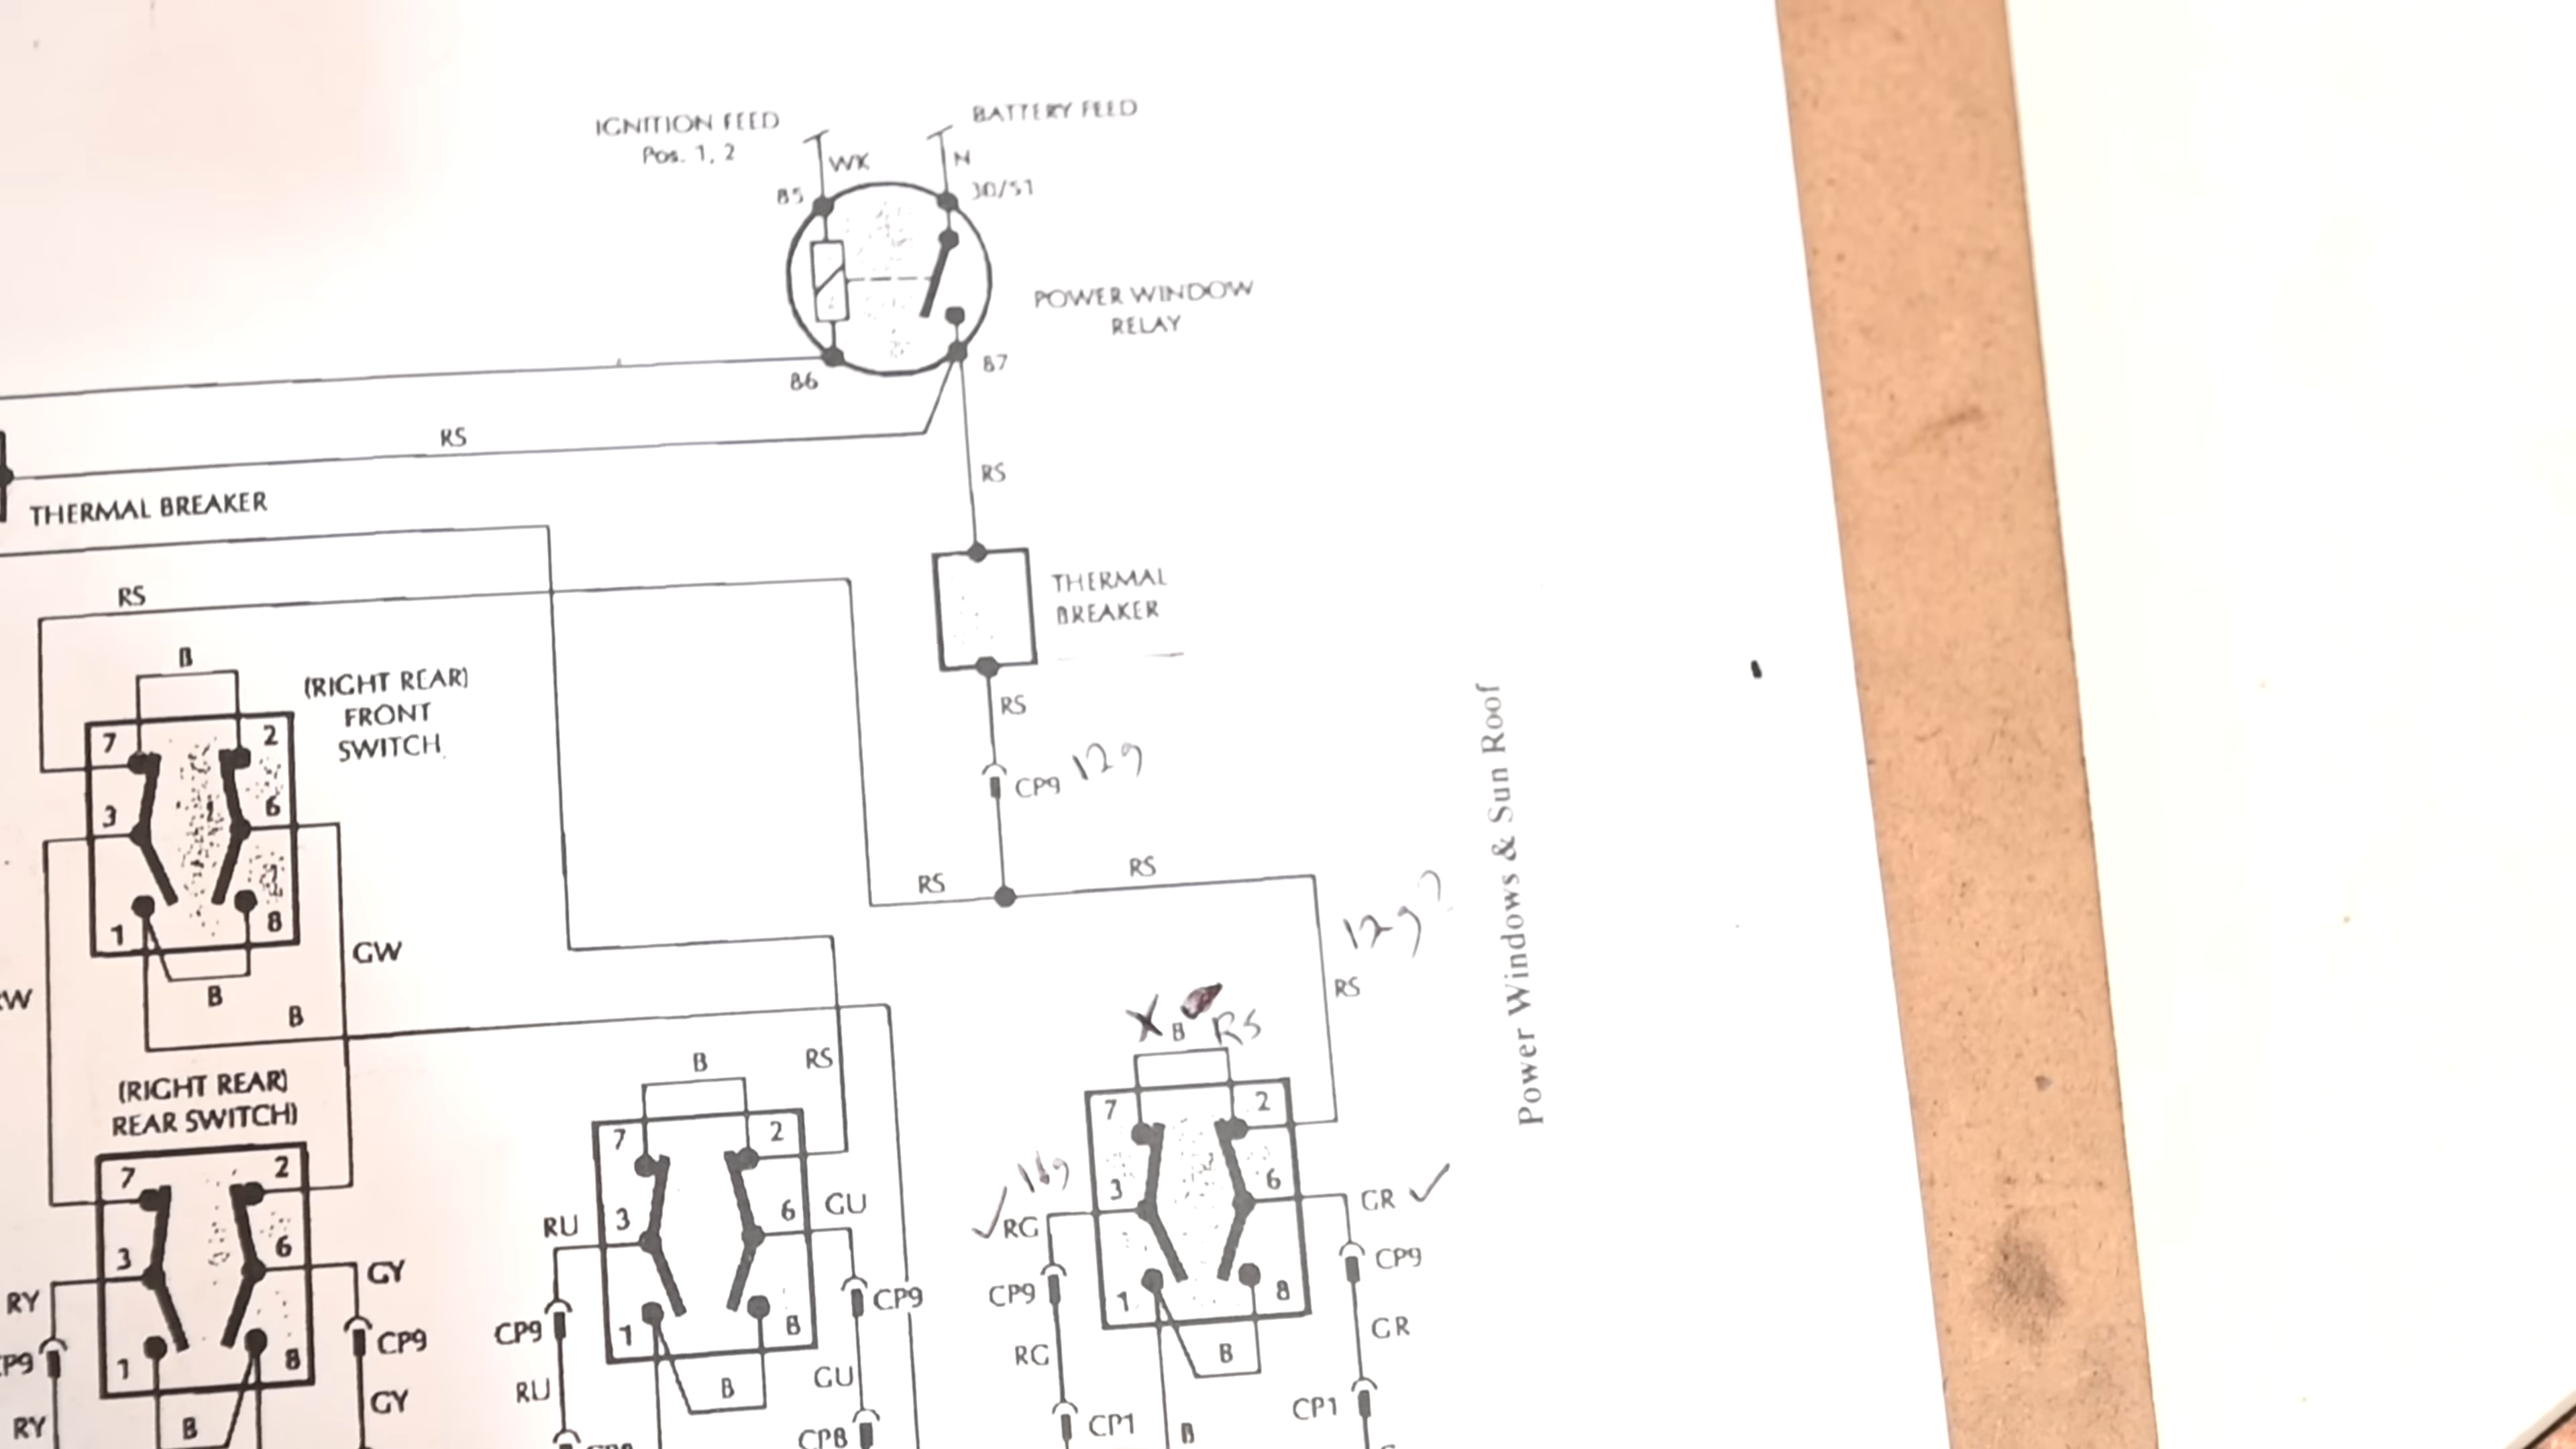 IGNITION FEED
Pos. 1, 2
BATTERY FEED
WK
N
85
30/51
POWER WINDOW
RELAY
86
87
RS
RS
THERMAL BREAKER
THERMAL
BREAKER
RS
RS
B
(RIGHT REAR)
FRONT
SWITCH
7
2
3
6
1
8
CP9
129
RS
RS
129?
GW
B
B
RS
X B RS
(RIGHT REAR)
REAR SWITCH)
7
2
3
6
1
8
RY
GY
CP9
CP9
RY
B
GY
B
RS
7
2
RU
3
6
GU
1
8
CP9
CP9
RU
B
GU
CP8
7
2
169
✓ RG
3
6
GR ✓
1
8
CP9
CP9
RG
B
GR
CP1
CP1
B
Power Windows & Sun Roof